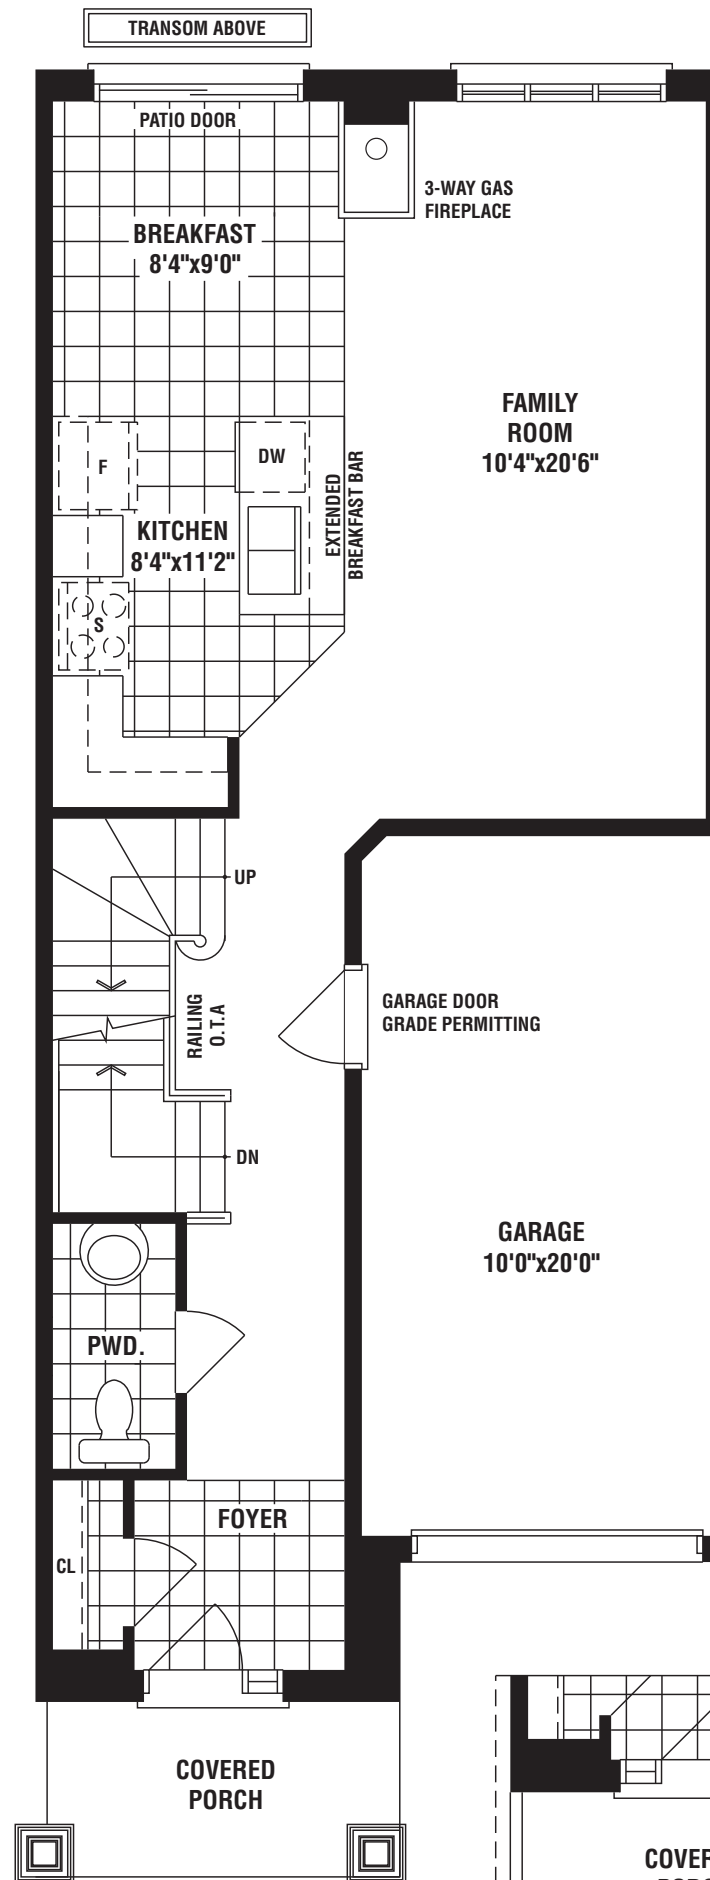 TRANSOM ABOVE
PATIO DOOR
3-WAY GAS
FIREPLACE
BREAKFAST
8'4"x9'0"
FAMILY
ROOM
10'4"x20'6"
F
DW
EXTENDED
BREAKFAST BAR
KITCHEN
8'4"x11'2"
S
UP
RAILING
O.T.A
GARAGE DOOR
GRADE PERMITTING
DN
GARAGE
10'0"x20'0"
PWD.
FOYER
CL
COVERED
PORCH